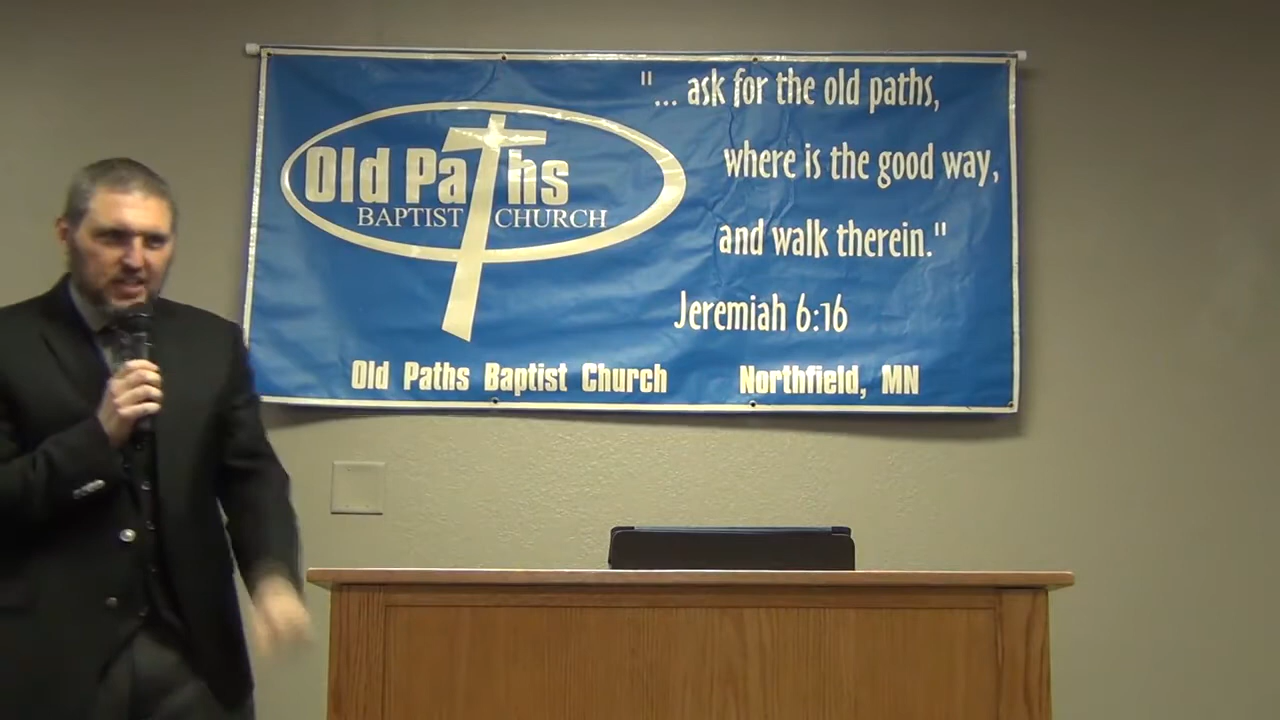 Old Paths
BAPTIST CHURCH
"... ask for the old paths,
where is the good way,
and walk therein."
Jeremiah 6:16
Old Paths Baptist Church Northfield, MN